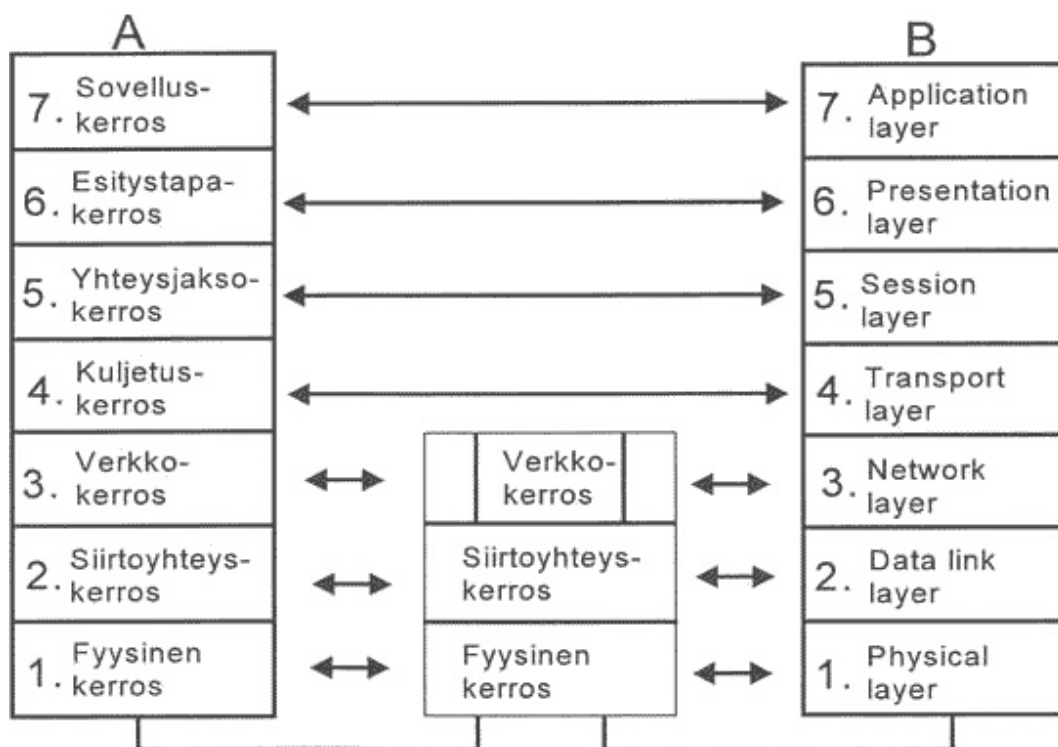 A
7. Sovellus-
kerros
6. Esitystapa-
kerros
5. Yhteysjakso-
kerros
4. Kuljetus-
kerros
3. Verkko-
kerros
2. Siirtoyhteys-
kerros
1. Fyysinen
kerros
Verkko-
kerros
Siirtoyhteys-
kerros
Fyysinen
kerros
B
7. Application
layer
6. Presentation
layer
5. Session
layer
4. Transport
layer
3. Network
layer
2. Data link
layer
1. Physical
layer